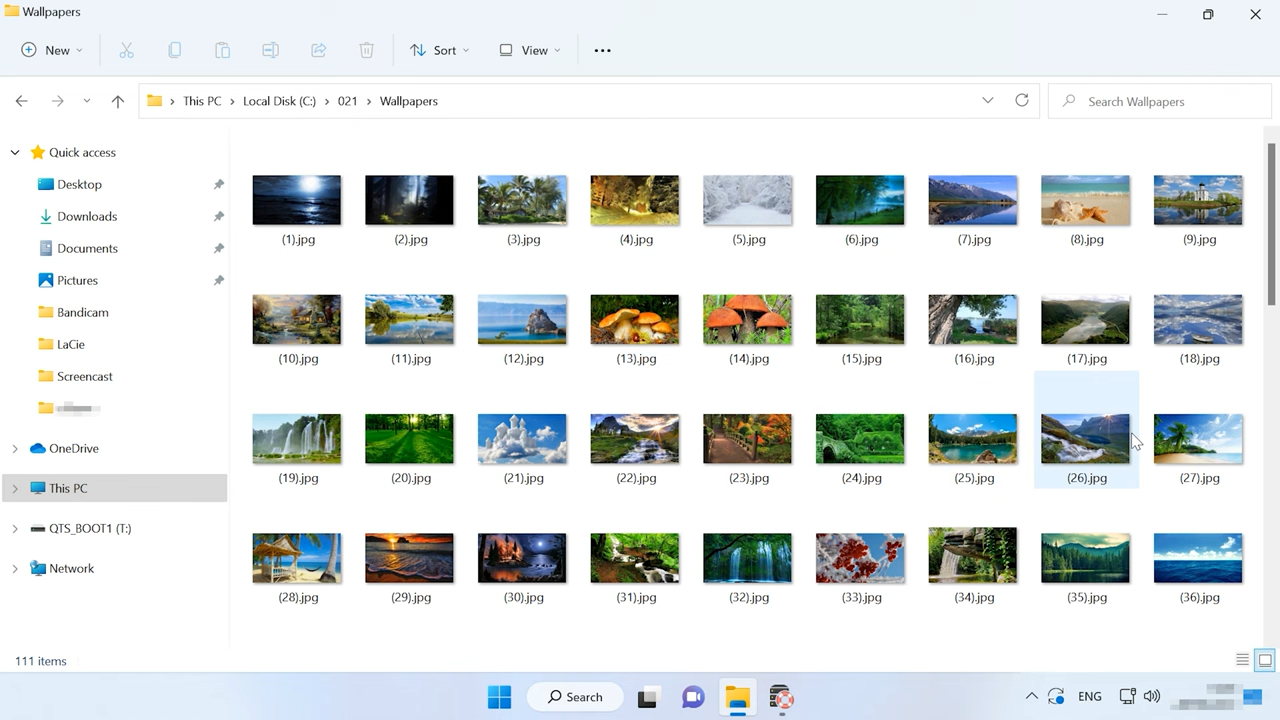 Wallpapers
New
Sort
View
This PC > Local Disk (C:) > 021 > Wallpapers
Search Wallpapers
Quick access
Desktop
Downloads
Documents
Pictures
Bandicam
LaCie
Screencast
OneDrive
This PC
QTS_BOOT1 (T:)
Network
(1).jpg (2).jpg (3).jpg (4).jpg (5).jpg (6).jpg (7).jpg (8).jpg (9).jpg
(10).jpg (11).jpg (12).jpg (13).jpg (14).jpg (15).jpg (16).jpg (17).jpg (18).jpg
(19).jpg (20).jpg (21).jpg (22).jpg (23).jpg (24).jpg (25).jpg (26).jpg (27).jpg
(28).jpg (29).jpg (30).jpg (31).jpg (32).jpg (33).jpg (34).jpg (35).jpg (36).jpg
111 items
Search
ENG